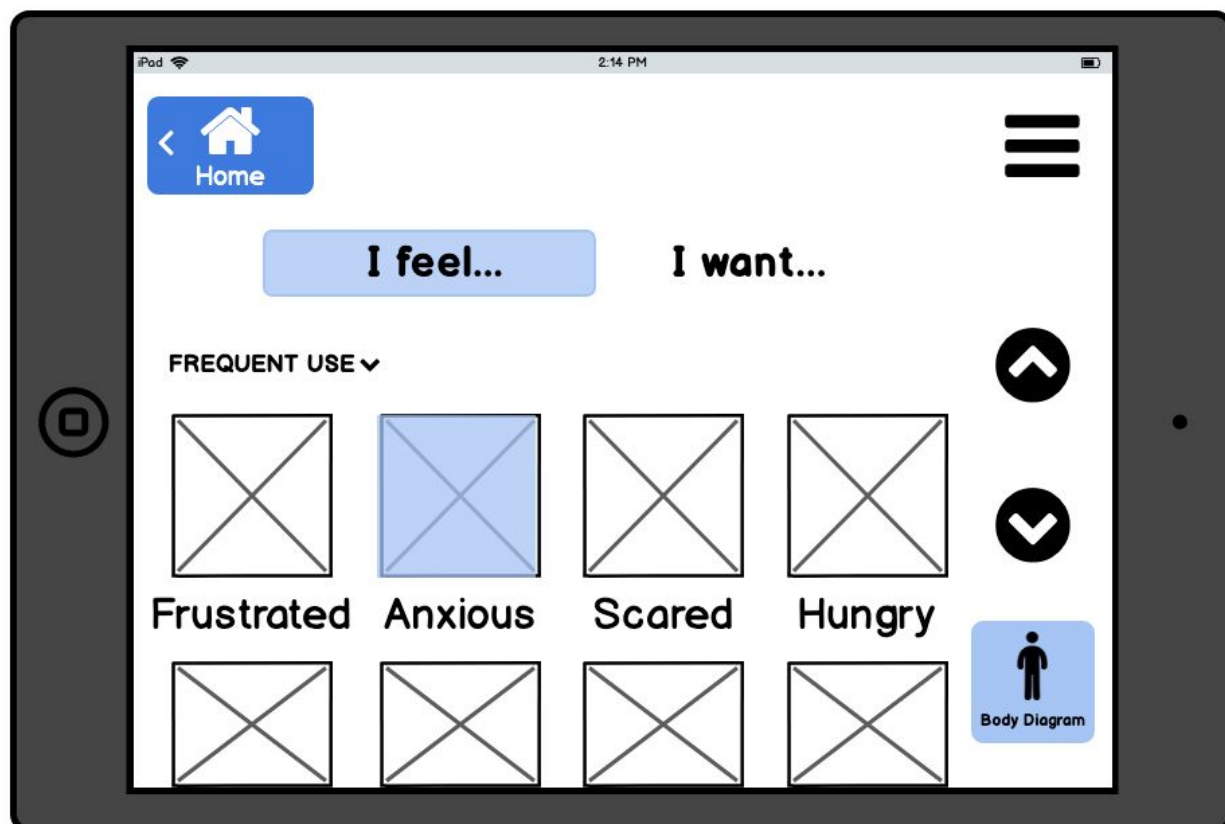 iPad 2:14 PM
Home
I feel... I want...
FREQUENT USE
Frustrated Anxious Scared Hungry
Body Diagram